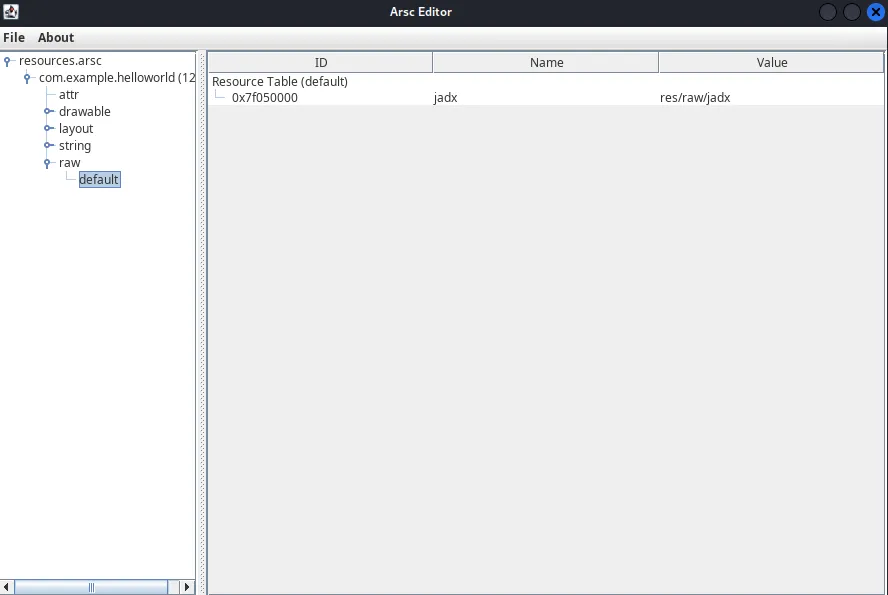 Arsc Editor
File About
resources.arsc
com.example.helloworld (12
attr
drawable
layout
string
raw
default
ID Name Value
Resource Table (default)
0x7f050000 jadx res/raw/jadx